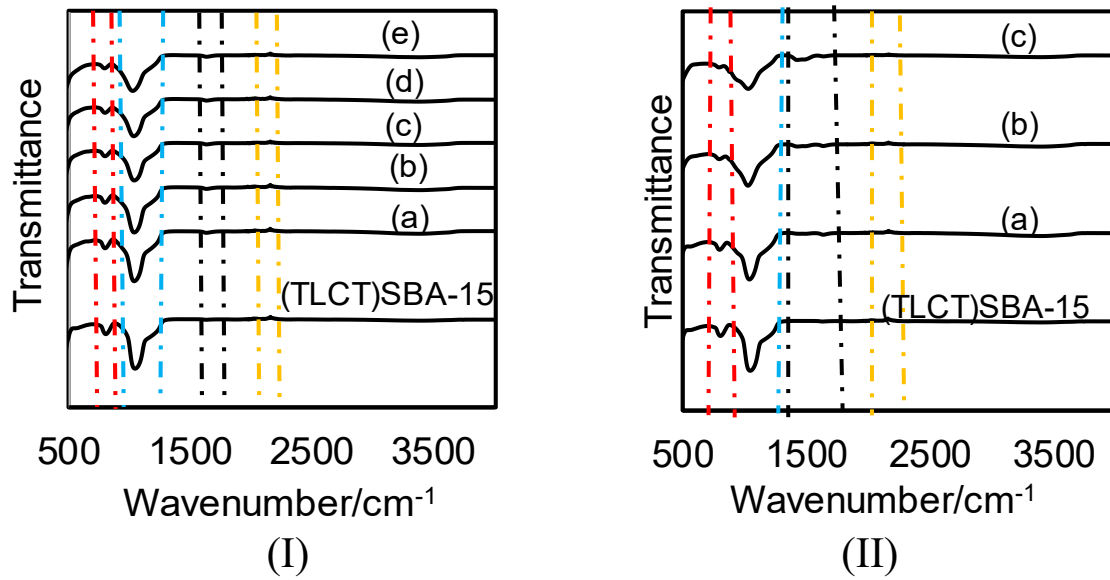 Transmittance
(e)
(d)
(c)
(b)
(a)
(TLCT)SBA-15
500 1500 2500 3500
Wavenumber/cm⁻¹
(I)
Transmittance
(c)
(b)
(a)
(TLCT)SBA-15
500 1500 2500 3500
Wavenumber/cm⁻¹
(II)